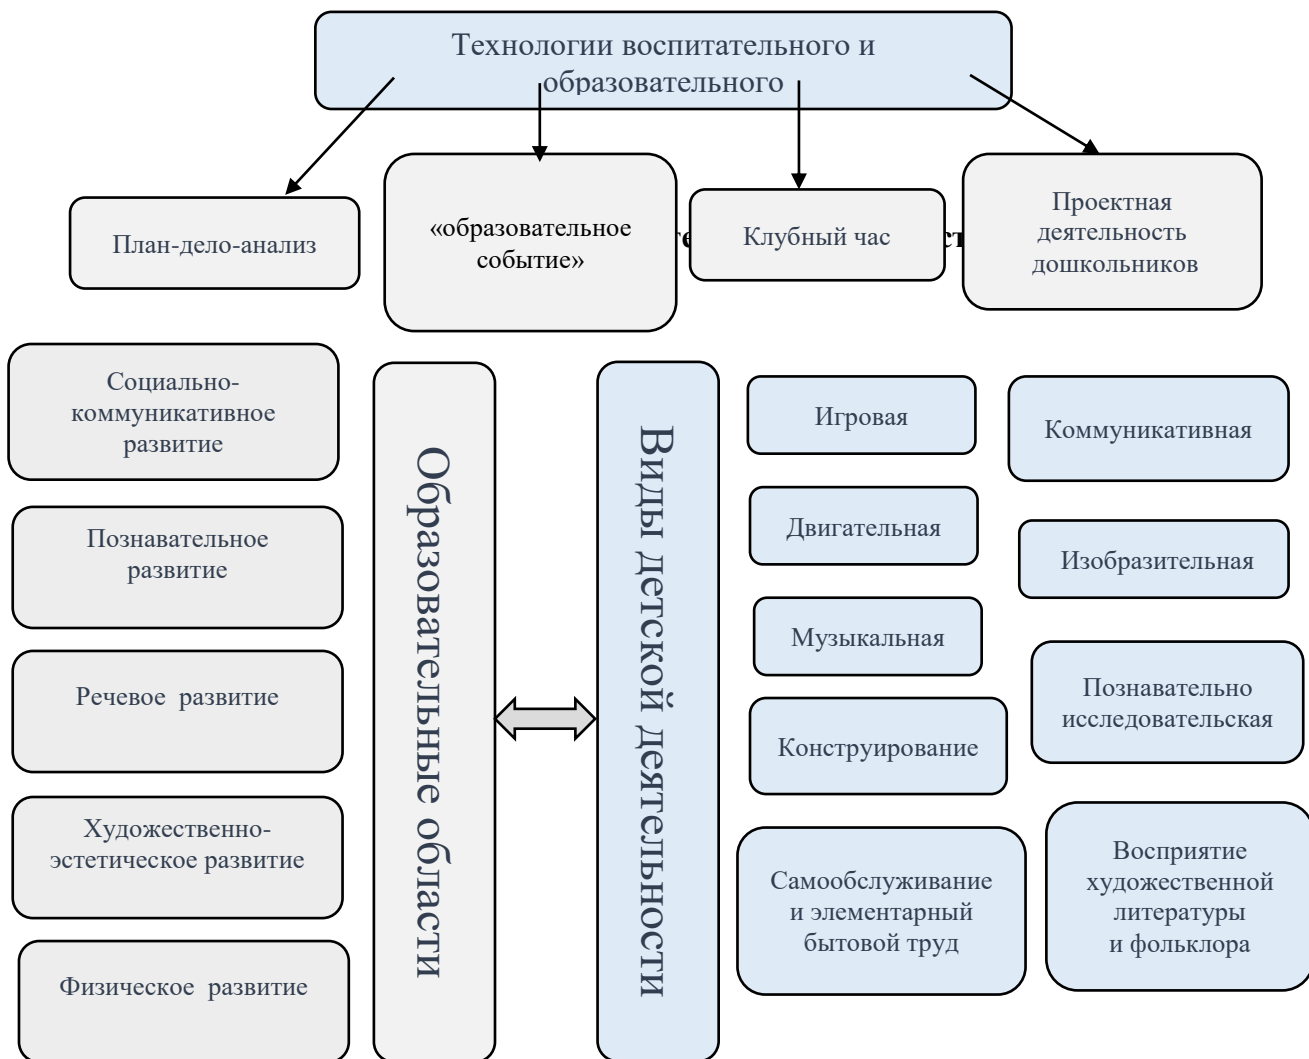 Технологии воспитательного и
образовательного
План-дело-анализ
«образовательное
событие»
Клубный час
Проектная
деятельность
дошкольников
Социально-
коммуникативное
развитие
Познавательное
развитие
Речевое развитие
Художественно-
эстетическое развитие
Физическое развитие
Образовательные области
Виды детской деятельности
Игровая
Коммуникативная
Двигательная
Изобразительная
Музыкальная
Познавательно
исследовательская
Конструирование
Самообслуживание
и элементарный
бытовой труд
Восприятие
художественной
литературы
и фольклора